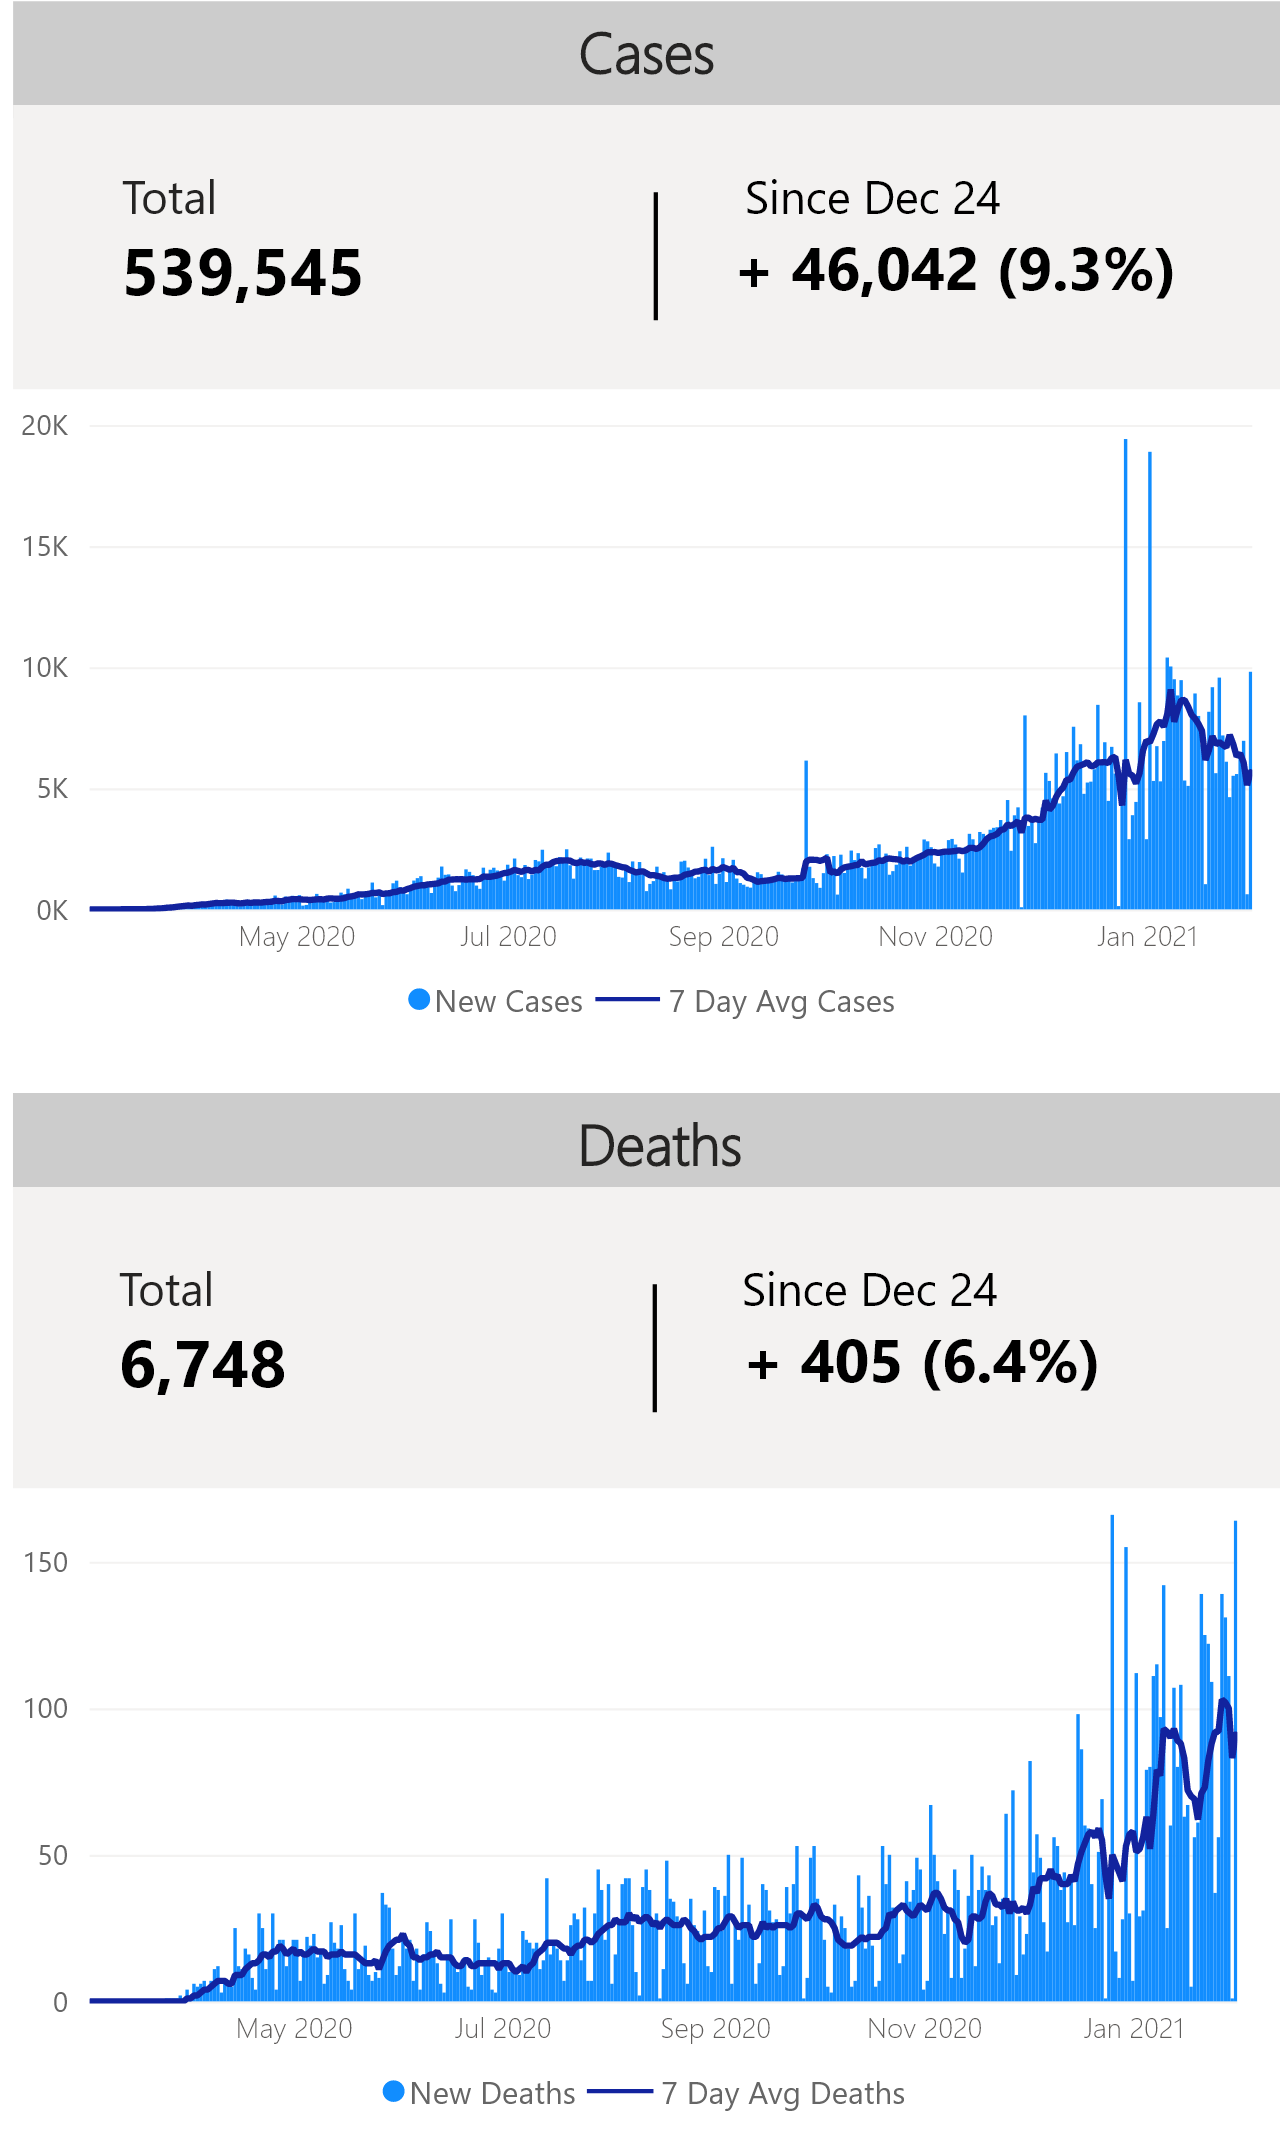 Cases
Total
Since Dec 24
539,545
+ 46,042 (9.3%)
20K
15K
10K
5K
0K
May 2020
Jul 2020
Sep 2020
Nov 2020
Jan 2021
New Cases
7 Day Avg Cases
Deaths
Total
Since Dec 24
6,748
+ 405 (6.4%)
150
100
50
0
May 2020
Jul 2020
Sep 2020
Nov 2020
Jan 2021
New Deaths
7 Day Avg Deaths